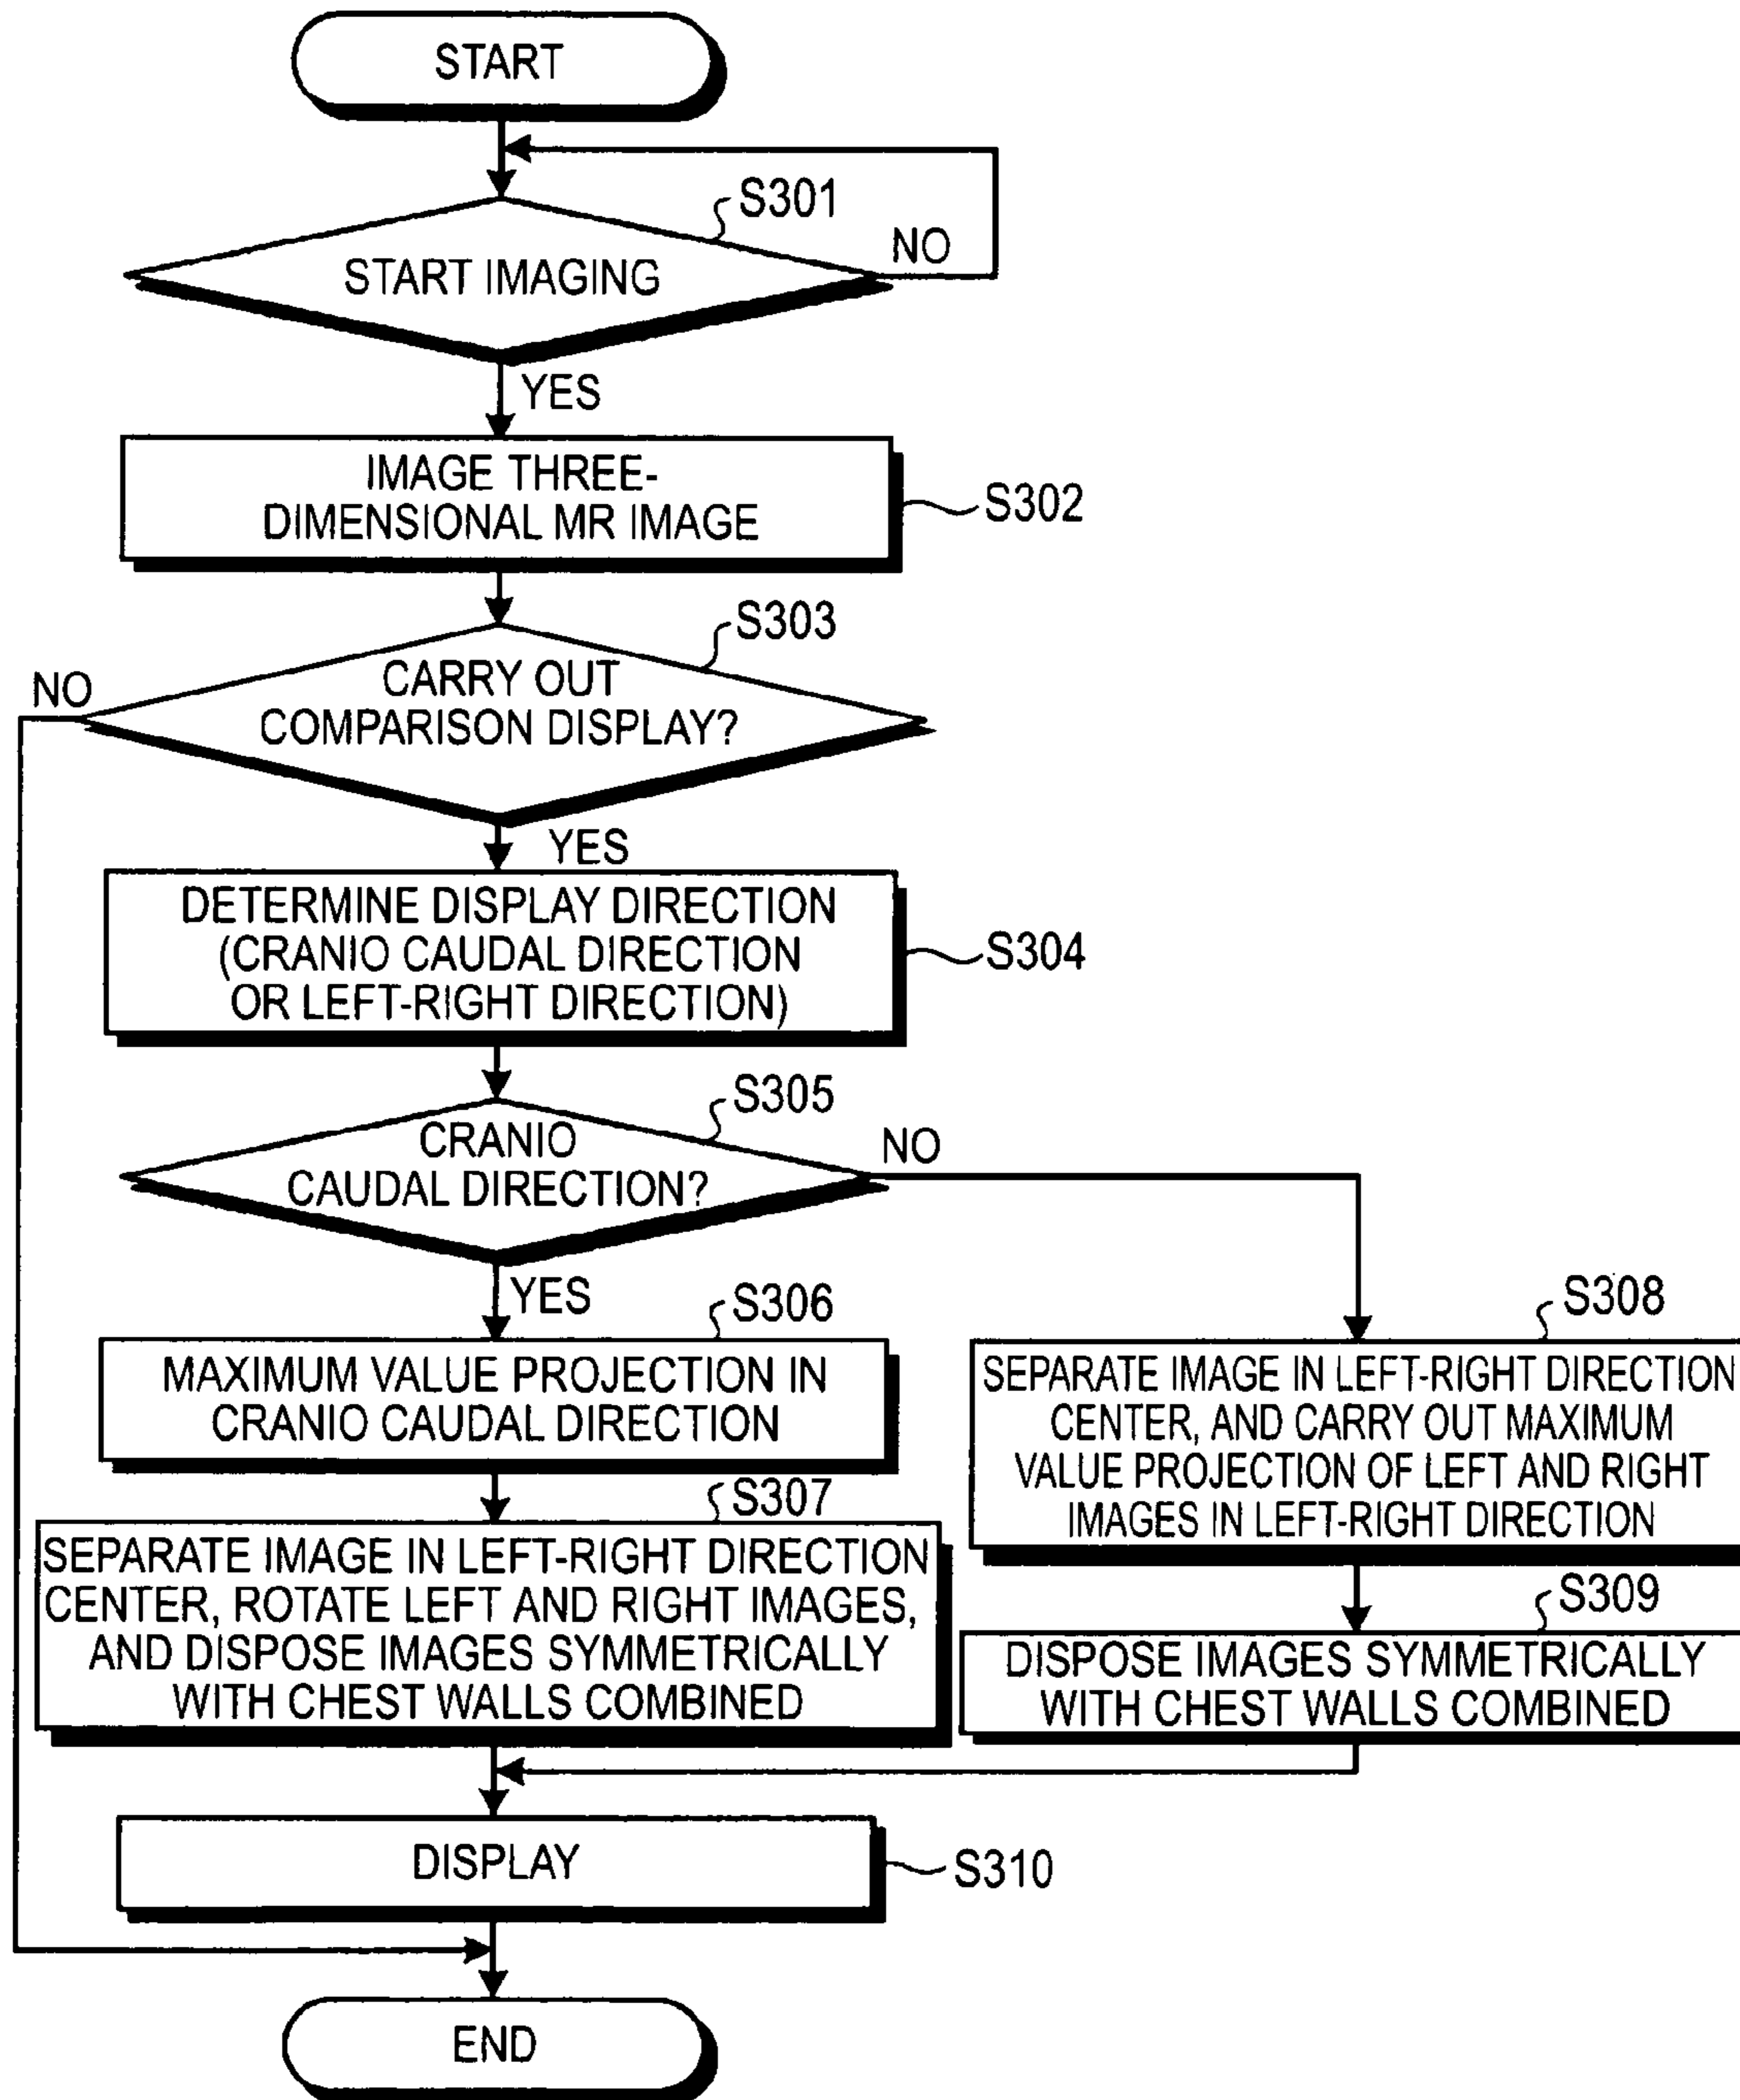 START
S301
NO
START IMAGING
YES
IMAGE THREE-
DIMENSIONAL MR IMAGE
S302
S303
NO
CARRY OUT
COMPARISON DISPLAY?
YES
DETERMINE DISPLAY DIRECTION
(CRANIO CAUDAL DIRECTION
OR LEFT-RIGHT DIRECTION)
S304
S305
CRANIO
CAUDAL DIRECTION?
NO
YES
S306
MAXIMUM VALUE PROJECTION IN
CRANIO CAUDAL DIRECTION
S308
SEPARATE IMAGE IN LEFT-RIGHT DIRECTION
CENTER, AND CARRY OUT MAXIMUM
VALUE PROJECTION OF LEFT AND RIGHT
IMAGES IN LEFT-RIGHT DIRECTION
S307
SEPARATE IMAGE IN LEFT-RIGHT DIRECTION
CENTER, ROTATE LEFT AND RIGHT IMAGES,
AND DISPOSE IMAGES SYMMETRICALLY
WITH CHEST WALLS COMBINED
S309
DISPOSE IMAGES SYMMETRICALLY
WITH CHEST WALLS COMBINED
DISPLAY
S310
END